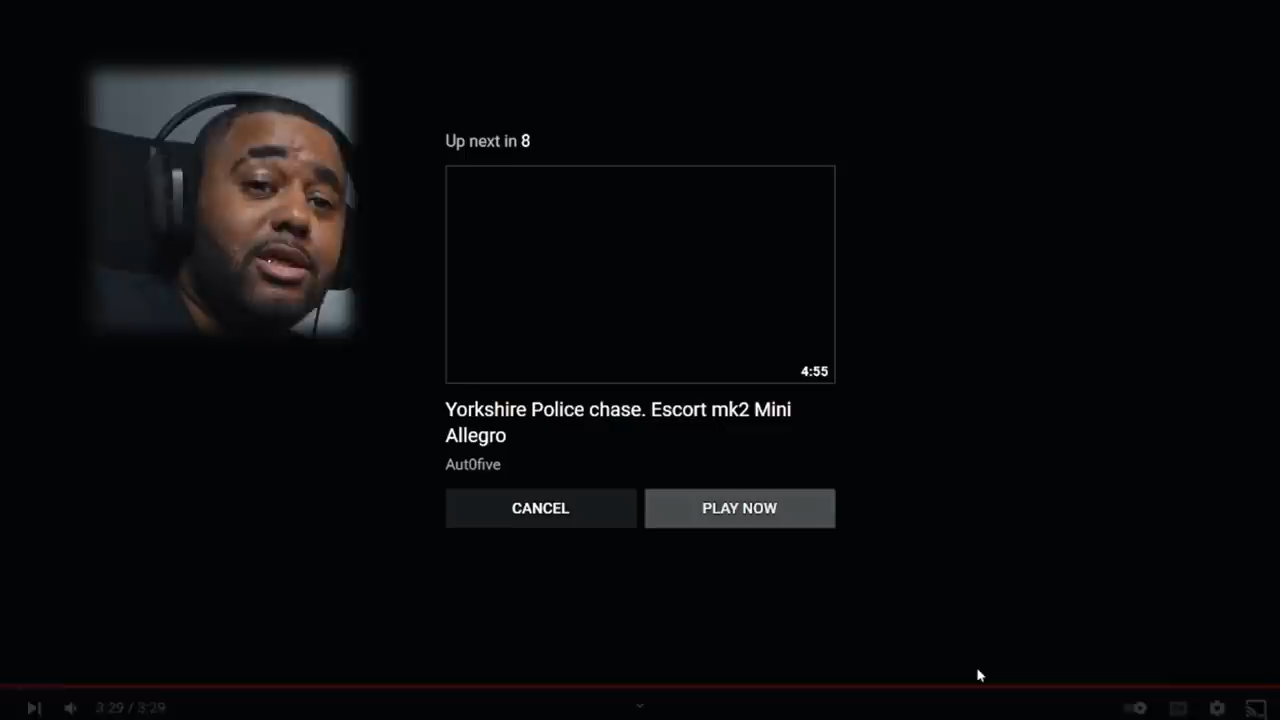 Up next in 8
4:55
Yorkshire Police chase. Escort mk2 Mini
Allegro
Aut0five
CANCEL
PLAY NOW
3:29 / 3:29